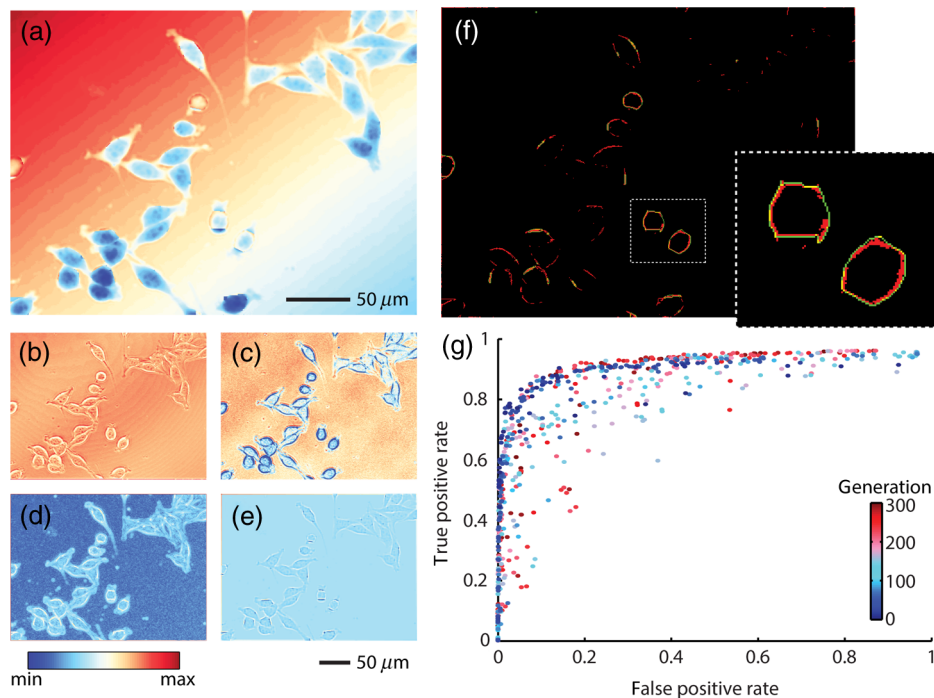 (a)
50 μm
(b)
(c)
(d)
(e)
min
max
50 μm
(f)
(g)
1
0.8
0.6
0.4
0.2
0
True positive rate
0
0.2
0.4
0.6
0.8
1
False positive rate
Generation
300
200
100
0